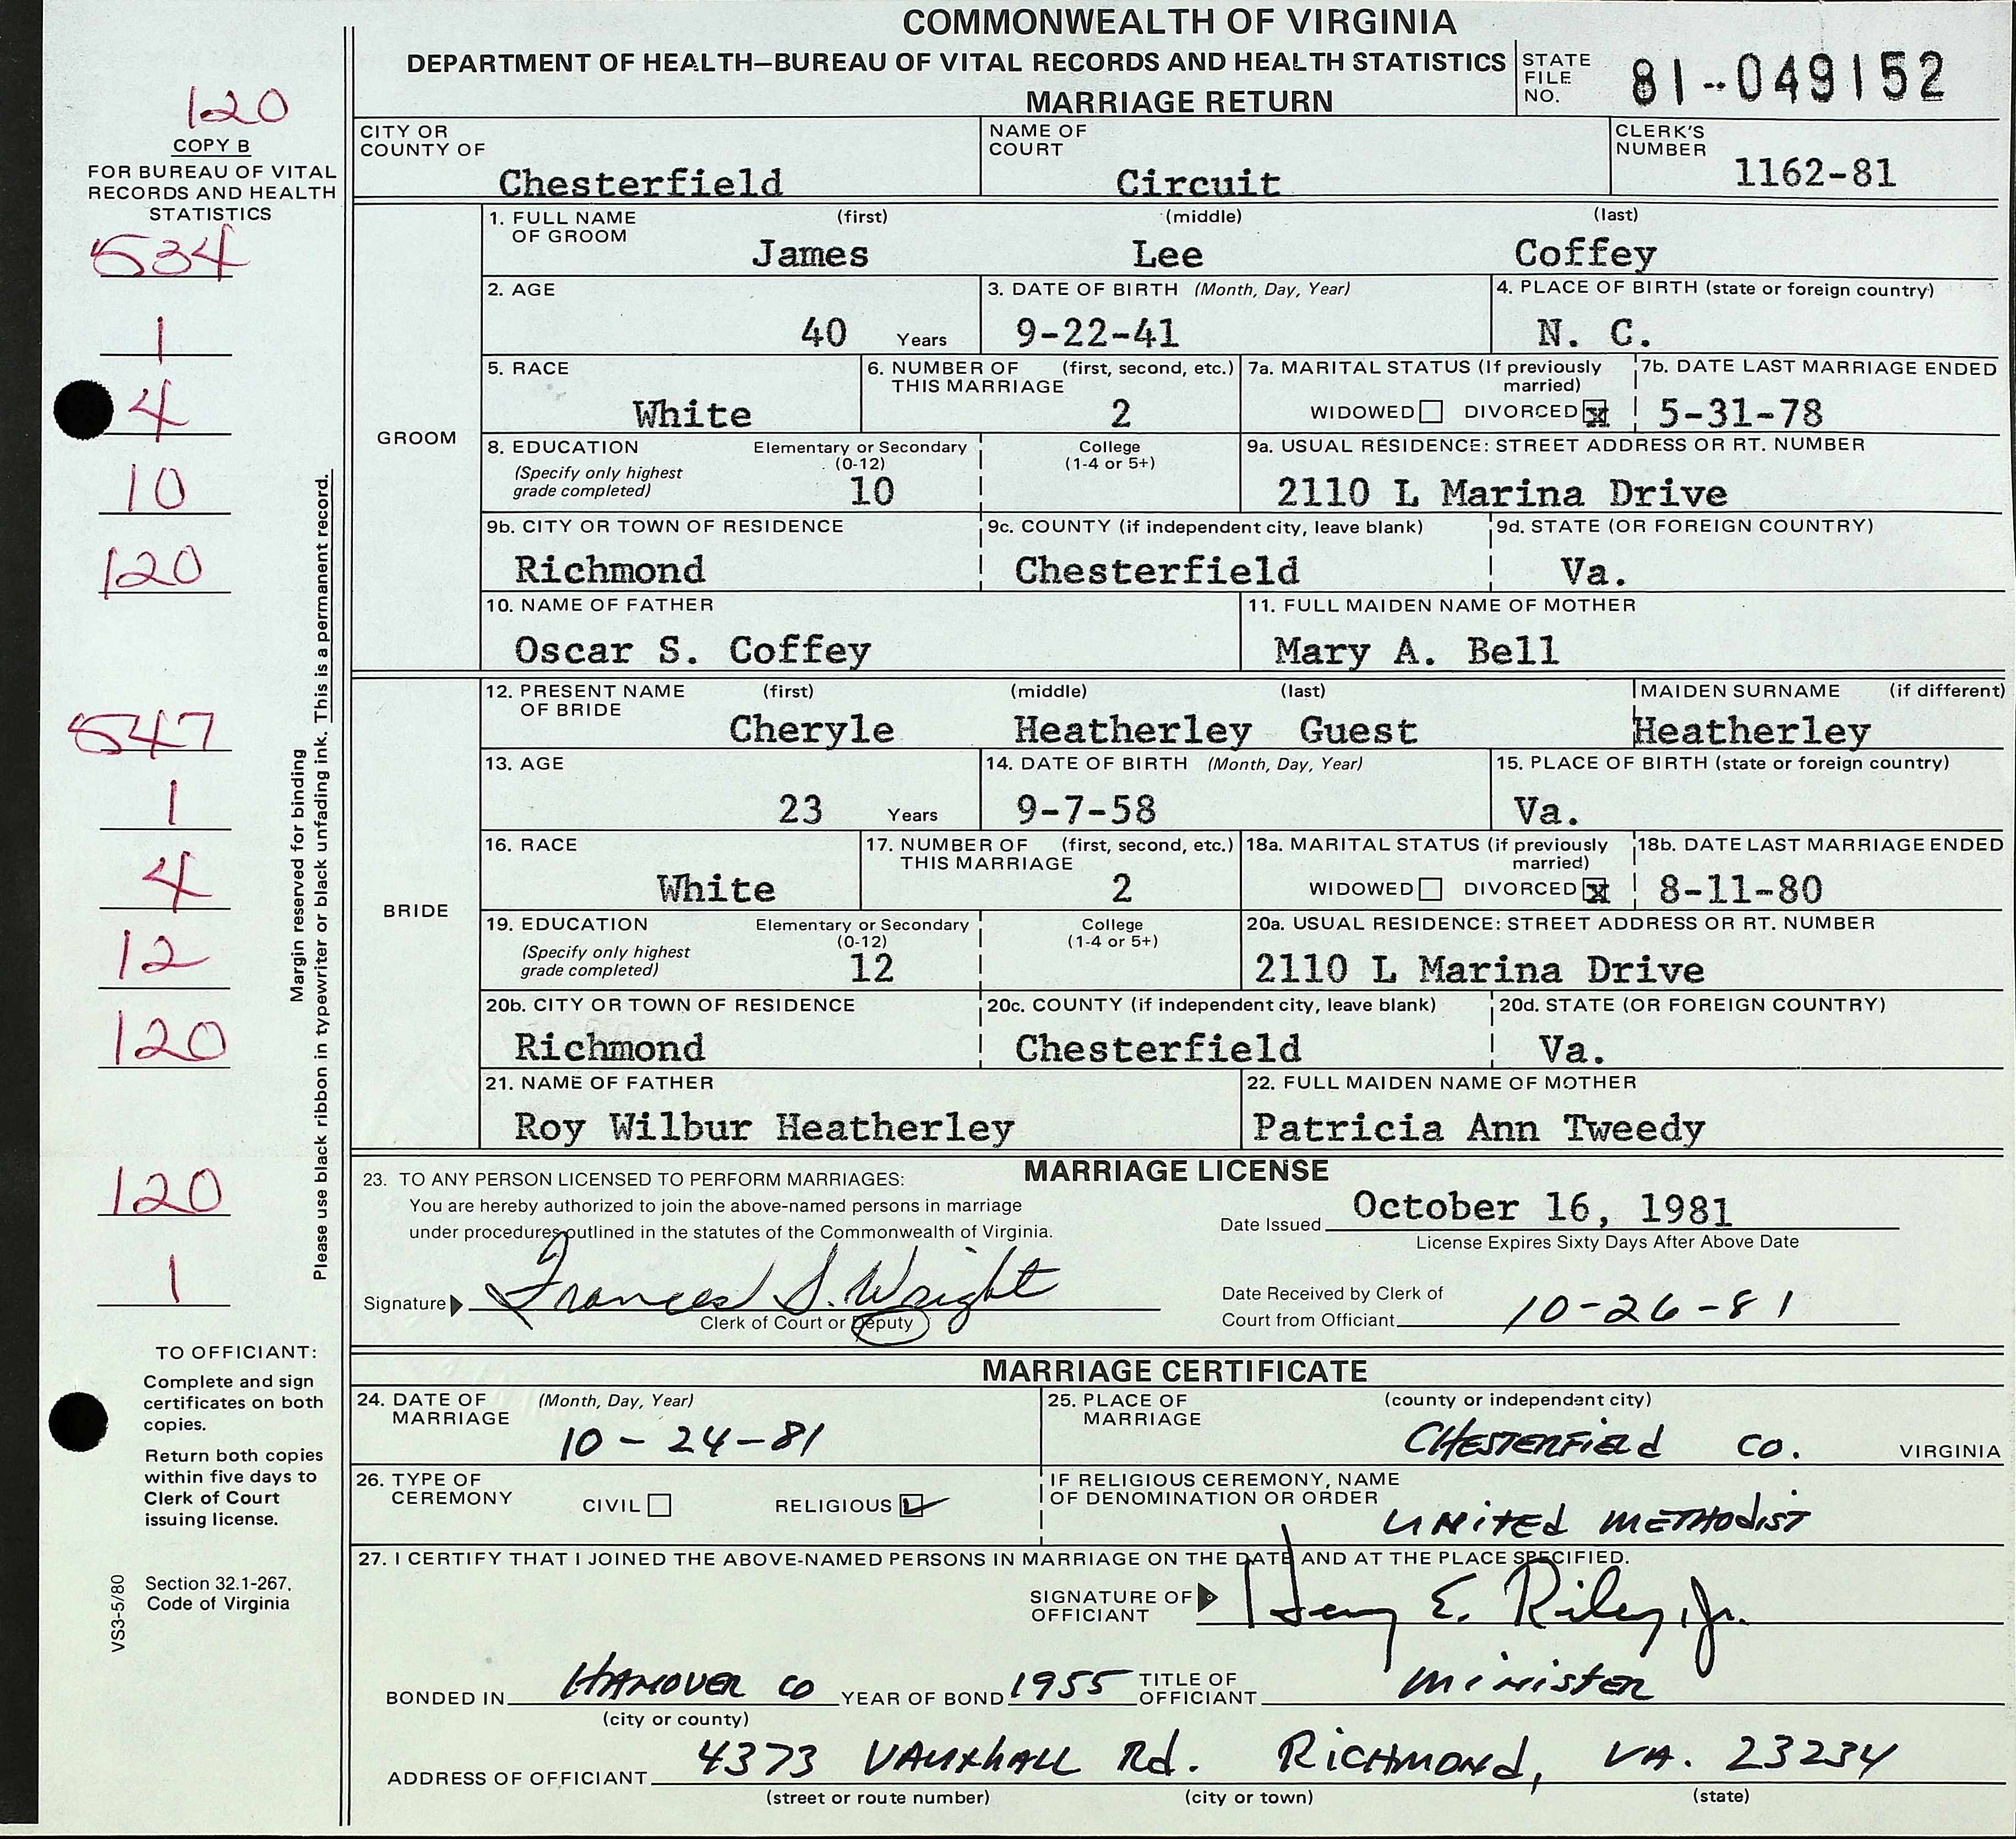 COMMONWEALTH OF VIRGINIA
DEPARTMENT OF HEALTH—BUREAU OF VITAL RECORDS AND HEALTH STATISTICS
MARRIAGE RETURN
STATE FILE NO. 81-049152
120
COPY B
FOR BUREAU OF VITAL
RECORDS AND HEALTH
STATISTICS
534
1
4
10
120
547
1
4
12
120
120
1
Margin reserved for binding
Please use black ribbon in typewriter or black unfading ink. This is a permanent record.
TO OFFICIANT:
Complete and sign
certificates on both
copies.
Return both copies
within five days to
Clerk of Court
issuing license.
Section 32.1-267,
Code of Virginia
VS3-5/80
CITY OR COUNTY OF Chesterfield
NAME OF COURT Circuit
CLERK'S NUMBER 1162-81
GROOM
1. FULL NAME OF GROOM (first) (middle) (last)
James Lee Coffey
2. AGE 40 Years
3. DATE OF BIRTH (Month, Day, Year) 9-22-41
4. PLACE OF BIRTH (state or foreign country) N. C.
5. RACE White
6. NUMBER OF THIS MARRIAGE (first, second, etc.) 2
7a. MARITAL STATUS (If previously married) WIDOWED DIVORCED x
7b. DATE LAST MARRIAGE ENDED 5-31-78
8. EDUCATION (Specify only highest grade completed) Elementary or Secondary (0-12) 10 College (1-4 or 5+)
9a. USUAL RESIDENCE: STREET ADDRESS OR RT. NUMBER 2110 L Marina Drive
9b. CITY OR TOWN OF RESIDENCE Richmond
9c. COUNTY (if independent city, leave blank) Chesterfield
9d. STATE (OR FOREIGN COUNTRY) Va.
10. NAME OF FATHER Oscar S. Coffey
11. FULL MAIDEN NAME OF MOTHER Mary A. Bell
BRIDE
12. PRESENT NAME OF BRIDE (first) (middle) (last) MAIDEN SURNAME (if different)
Cheryle Heatherley Guest Heatherley
13. AGE 23 Years
14. DATE OF BIRTH (Month, Day, Year) 9-7-58
15. PLACE OF BIRTH (state or foreign country) Va.
16. RACE White
17. NUMBER OF THIS MARRIAGE (first, second, etc.) 2
18a. MARITAL STATUS (if previously married) WIDOWED DIVORCED x
18b. DATE LAST MARRIAGE ENDED 8-11-80
19. EDUCATION (Specify only highest grade completed) Elementary or Secondary (0-12) 12 College (1-4 or 5+)
20a. USUAL RESIDENCE: STREET ADDRESS OR RT. NUMBER 2110 L Marina Drive
20b. CITY OR TOWN OF RESIDENCE Richmond
20c. COUNTY (if independent city, leave blank) Chesterfield
20d. STATE (OR FOREIGN COUNTRY) Va.
21. NAME OF FATHER Roy Wilbur Heatherley
22. FULL MAIDEN NAME OF MOTHER Patricia Ann Tweedy
MARRIAGE LICENSE
23. TO ANY PERSON LICENSED TO PERFORM MARRIAGES:
You are hereby authorized to join the above-named persons in marriage
under procedures outlined in the statutes of the Commonwealth of Virginia.
Date Issued October 16, 1981
License Expires Sixty Days After Above Date
Signature Frances S. Wright
Clerk of Court or Deputy
Date Received by Clerk of
Court from Officiant 10-26-81
MARRIAGE CERTIFICATE
24. DATE OF MARRIAGE (Month, Day, Year) 10-24-81
25. PLACE OF MARRIAGE (county or independent city) CHESTERFIELD CO. VIRGINIA
26. TYPE OF CEREMONY CIVIL RELIGIOUS ✓
IF RELIGIOUS CEREMONY, NAME OF DENOMINATION OR ORDER UNITED METHODIST
27. I CERTIFY THAT I JOINED THE ABOVE-NAMED PERSONS IN MARRIAGE ON THE DATE AND AT THE PLACE SPECIFIED.
SIGNATURE OF OFFICIANT Henry E. Riley, Jr.
BONDED IN HANOVER CO YEAR OF BOND 1955 TITLE OF OFFICIANT minister
(city or county)
ADDRESS OF OFFICIANT 4373 VAUXHALL Rd. RICHMOND, VA. 23234
(street or route number) (city or town) (state)